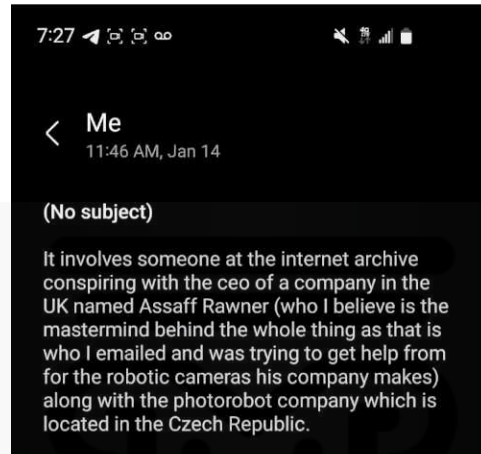 7:27
Me
11:46 AM, Jan 14
(No subject)
It involves someone at the internet archive
conspiring with the ceo of a company in the
UK named Assaff Rawner (who I believe is the
mastermind behind the whole thing as that is
who I emailed and was trying to get help from
for the robotic cameras his company makes)
along with the photorobot company which is
located in the Czech Republic.